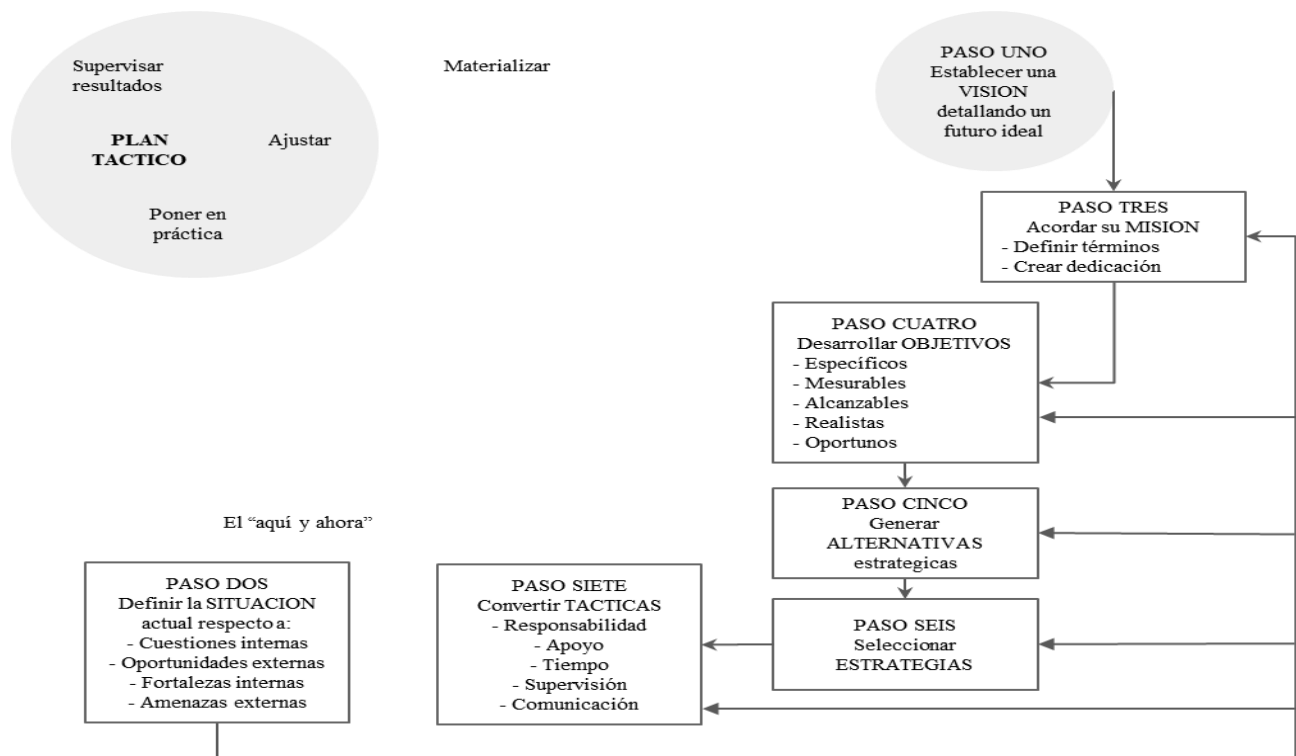 Supervisar
resultados
PLAN
TACTICO
Ajustar
Poner en
práctica
Materializar
PASO UNO
Establecer una
VISION
detallando un
futuro ideal
PASO TRES
Acordar su MISION
- Definir términos
- Crear dedicación
PASO CUATRO
Desarrollar OBJETIVOS
- Específicos
- Mesurables
- Alcanzables
- Realistas
- Oportunos
PASO CINCO
Generar
ALTERNATIVAS
estrategicas
PASO SEIS
Seleccionar
ESTRATEGIAS
PASO SIETE
Convertir TACTICAS
- Responsabilidad
- Apoyo
- Tiempo
- Supervisión
- Comunicación
El “aquí y ahora”
PASO DOS
Definir la SITUACION
actual respecto a:
- Cuestiones internas
- Oportunidades externas
- Fortalezas internas
- Amenazas externas